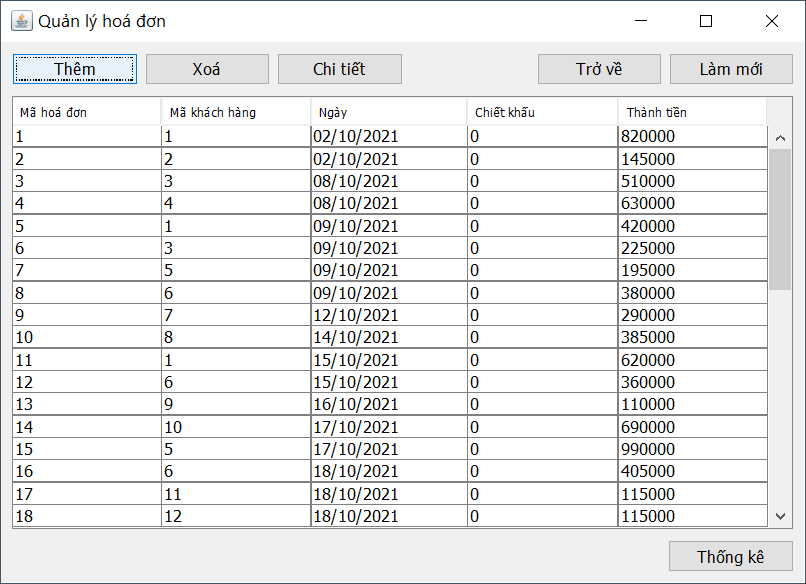 Quản lý hoá đơn
Thêm Xoá Chi tiết Trở về Làm mới
Mã hoá đơn Mã khách hàng Ngày Chiết khấu Thành tiền
1 1 02/10/2021 0 820000
2 2 02/10/2021 0 145000
3 3 08/10/2021 0 510000
4 4 08/10/2021 0 630000
5 1 09/10/2021 0 420000
6 3 09/10/2021 0 225000
7 5 09/10/2021 0 195000
8 6 09/10/2021 0 380000
9 7 12/10/2021 0 290000
10 8 14/10/2021 0 385000
11 1 15/10/2021 0 620000
12 6 15/10/2021 0 360000
13 9 16/10/2021 0 110000
14 10 17/10/2021 0 690000
15 5 17/10/2021 0 990000
16 6 18/10/2021 0 405000
17 11 18/10/2021 0 115000
18 12 18/10/2021 0 115000
Thống kê